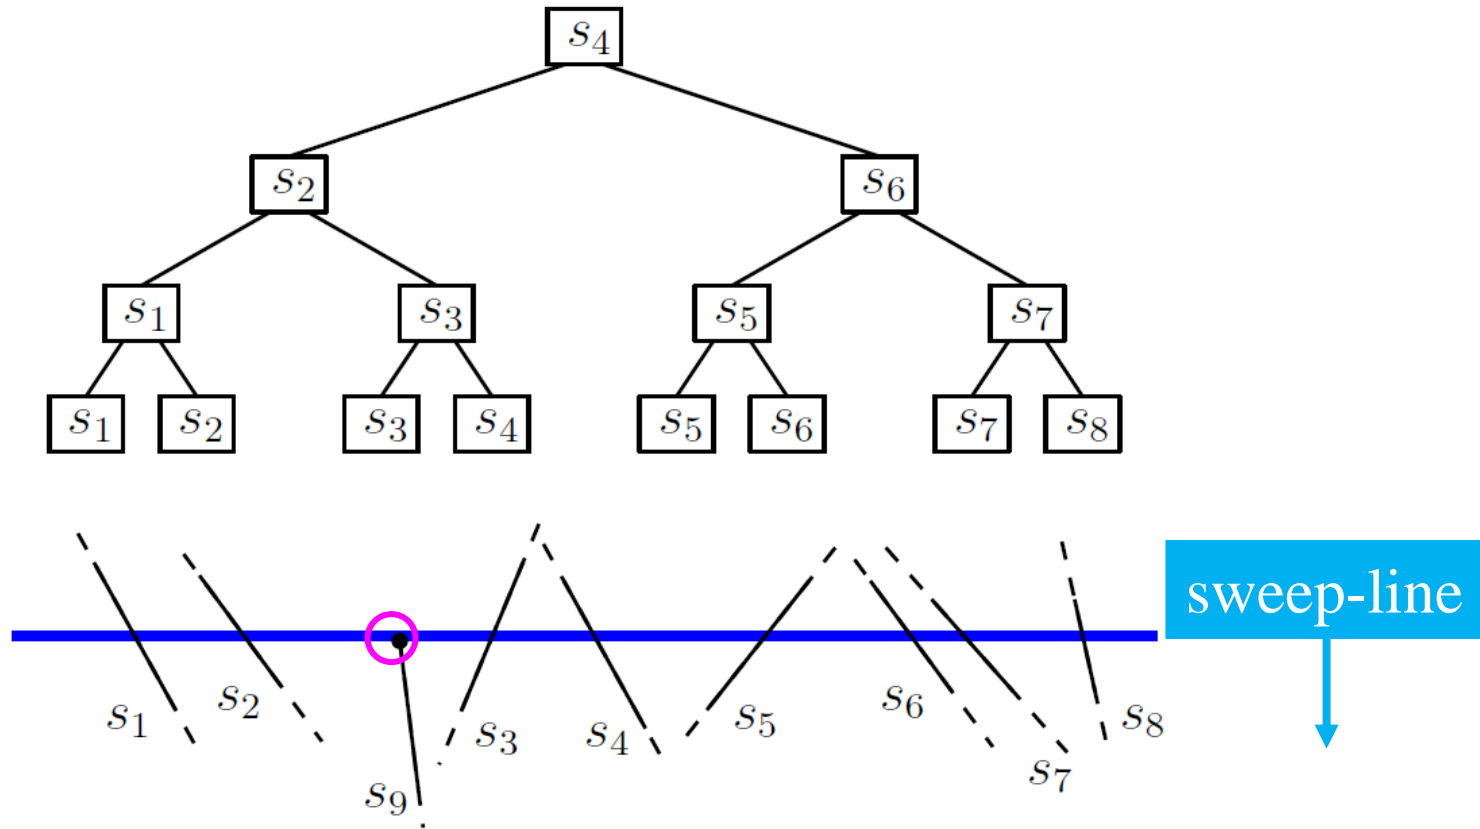 s4
s2 s6
s1 s3 s5 s7
s1 s2 s3 s4 s5 s6 s7 s8
sweep-line
s1 s2 s3 s4 s5 s6 s8
s9 s7